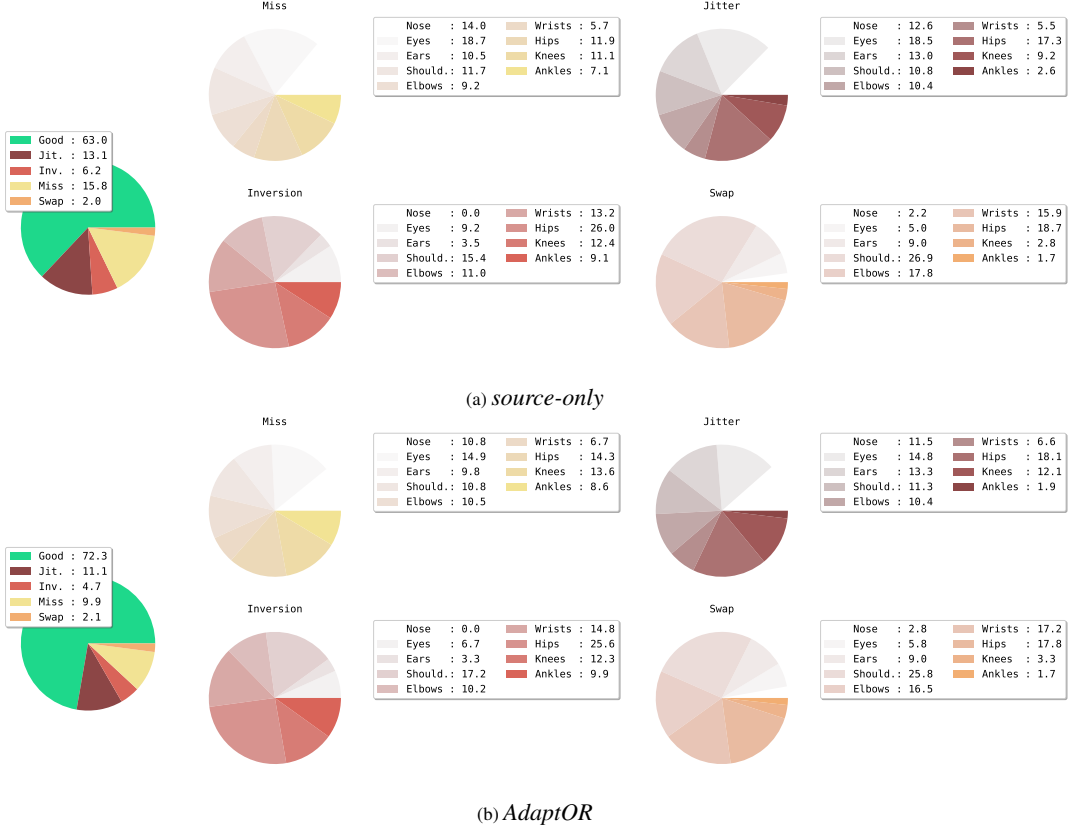 Miss
Nose : 14.0
Eyes : 18.7
Ears : 10.5
Should.: 11.7
Elbows : 9.2
Wrists : 5.7
Hips : 11.9
Knees : 11.1
Ankles : 7.1
Jitter
Nose : 12.6
Eyes : 18.5
Ears : 13.0
Should.: 10.8
Elbows : 10.4
Wrists : 5.5
Hips : 17.3
Knees : 9.2
Ankles : 2.6
Good : 63.0
Jit. : 13.1
Inv. : 6.2
Miss : 15.8
Swap : 2.0
Inversion
Nose : 0.0
Eyes : 9.2
Ears : 3.5
Should.: 15.4
Elbows : 11.0
Wrists : 13.2
Hips : 26.0
Knees : 12.4
Ankles : 9.1
Swap
Nose : 2.2
Eyes : 5.0
Ears : 9.0
Should.: 26.9
Elbows : 17.8
Wrists : 15.9
Hips : 18.7
Knees : 2.8
Ankles : 1.7
(a) source-only
Miss
Nose : 10.8
Eyes : 14.9
Ears : 9.8
Should.: 10.8
Elbows : 10.5
Wrists : 6.7
Hips : 14.3
Knees : 13.6
Ankles : 8.6
Jitter
Nose : 11.5
Eyes : 14.8
Ears : 13.3
Should.: 11.3
Elbows : 10.4
Wrists : 6.6
Hips : 18.1
Knees : 12.1
Ankles : 1.9
Good : 72.3
Jit. : 11.1
Inv. : 4.7
Miss : 9.9
Swap : 2.1
Inversion
Nose : 0.0
Eyes : 6.7
Ears : 3.3
Should.: 17.2
Elbows : 10.2
Wrists : 14.8
Hips : 25.6
Knees : 12.3
Ankles : 9.9
Swap
Nose : 2.8
Eyes : 5.8
Ears : 9.0
Should.: 25.8
Elbows : 16.5
Wrists : 17.2
Hips : 17.8
Knees : 3.3
Ankles : 1.7
(b) AdaptOR